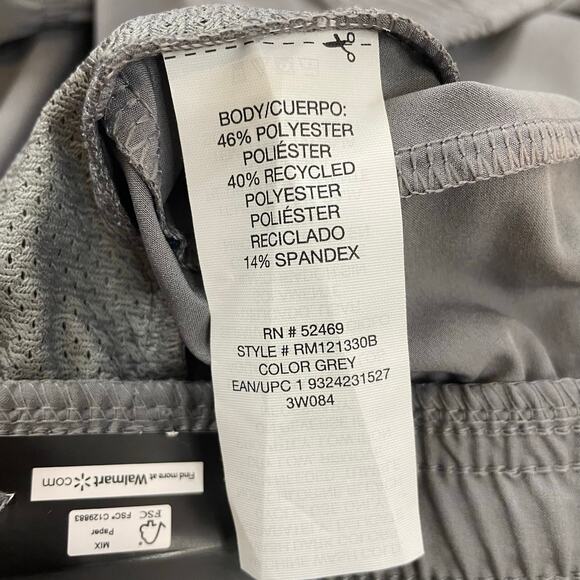 BODY/CUERPO:
46% POLYESTER
POLIÉSTER
40% RECYCLED
POLYESTER
POLIÉSTER
RECICLADO
14% SPANDEX
RN # 52469
STYLE # RM121330B
COLOR GREY
EAN/UPC 1 9324231527
3W084
Find more at Walmart.com
FSC
FSC® C129883
MIX
Paper